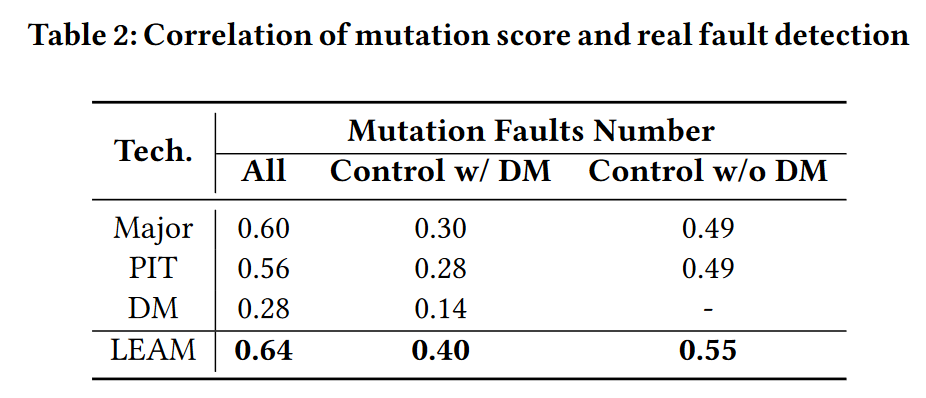 Table 2: Correlation of mutation score and real fault detection
Tech. Mutation Faults Number
All Control w/ DM Control w/o DM
Major 0.60 0.30 0.49
PIT 0.56 0.28 0.49
DM 0.28 0.14 -
LEAM 0.64 0.40 0.55